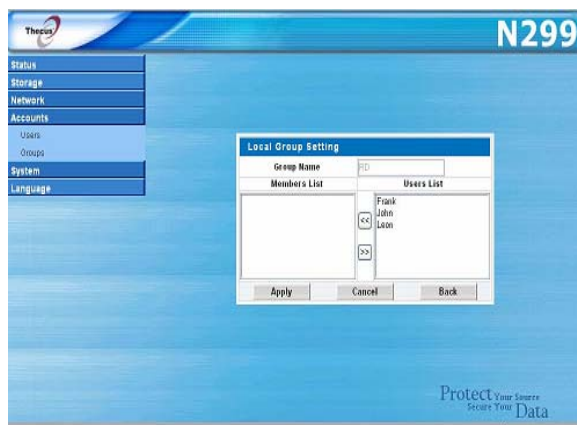 Thecus
N299
Status
Storage
Network
Accounts
Users
Groups
System
Language
Local Group Setting
Group Name RD
Members List Users List
Frank
John
Leon
<<
>>
Apply Cancel Back
Protect Your Source
Secure Your Data